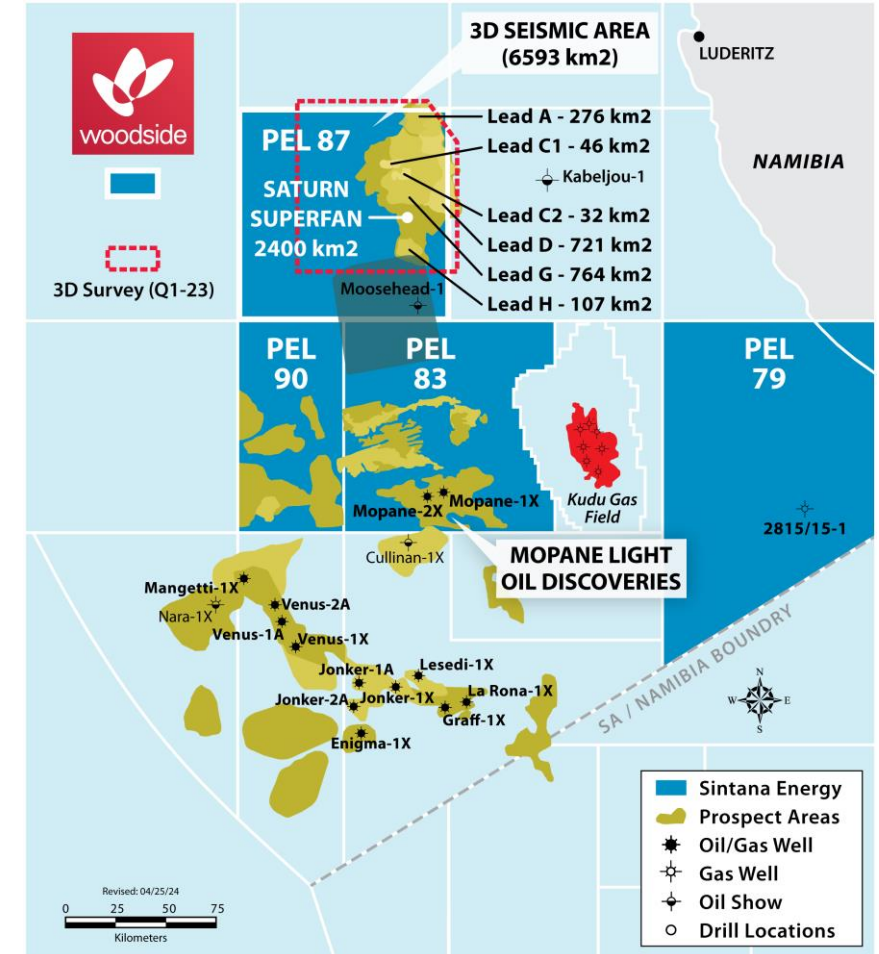 3D SEISMIC AREA
(6593 km2)
LUDERITZ
woodside
PEL 87
SATURN
SUPERFAN
2400 km2
Lead A - 276 km2
Lead C1 - 46 km2
Kabeljou-1
Lead C2 - 32 km2
Lead D - 721 km2
Lead G - 764 km2
Lead H - 107 km2
NAMIBIA
3D Survey (Q1-23)
Moosehead-1
PEL
90
PEL
83
PEL
79
Mopane-2X
Mopane-1X
Kudu Gas
Field
2815/15-1
Cullinan-1X
MOPANE LIGHT
OIL DISCOVERIES
Mangetti-1X
Nara-1X
Venus-2A
Venus-1A
Venus-1X
Jonker-1A
Lesedi-1X
Jonker-2A
Jonker-1X
La Rona-1X
Graff-1X
Enigma-1X
SA / NAMIBIA BOUNDRY
N
W
E
S
Sintana Energy
Prospect Areas
Oil/Gas Well
Gas Well
Oil Show
Drill Locations
Revised: 04/25/24
0 25 50 75
Kilometers